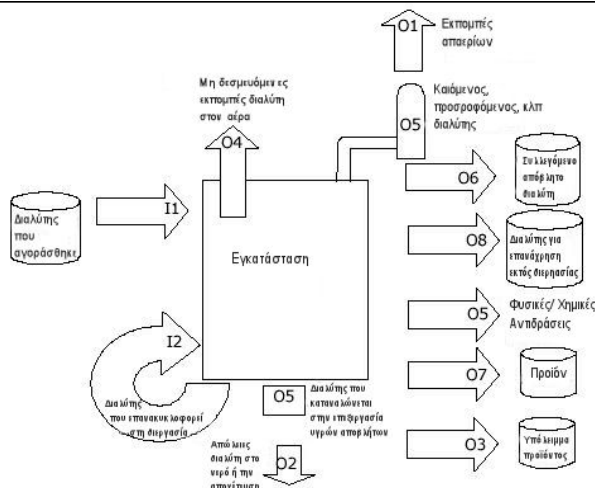 O1
Εκπομπές
απαερίων
Μη δεσμευόμενες
εκπομπές διαλύτη
στον αέρα
O4
Καιόμενος,
προσροφόμενος, κλπ
διαλύτης
O5
Συλλεγόμενο
απόβλητο
διαλύτη
O6
Διαλύτης
που
αγοράσθηκε
I1
Εγκατάσταση
O8
Διαλύτης για
επανάχρηση
εκτός διεργασίας
O5
Φυσικές/ Χημικές
Αντιδράσεις
I2
Διαλύτης
που επανακυκλοφορεί
στη διεργασία
O5
Διαλύτης που
καταναλώνεται
στην επεξεργασία
υγρών αποβλήτων
O7
Προϊόν
Απώλειες
διαλύτη στο
νερό ή την
αποχέτευση
O2
O3
Υπόλειμμα
προϊόντος